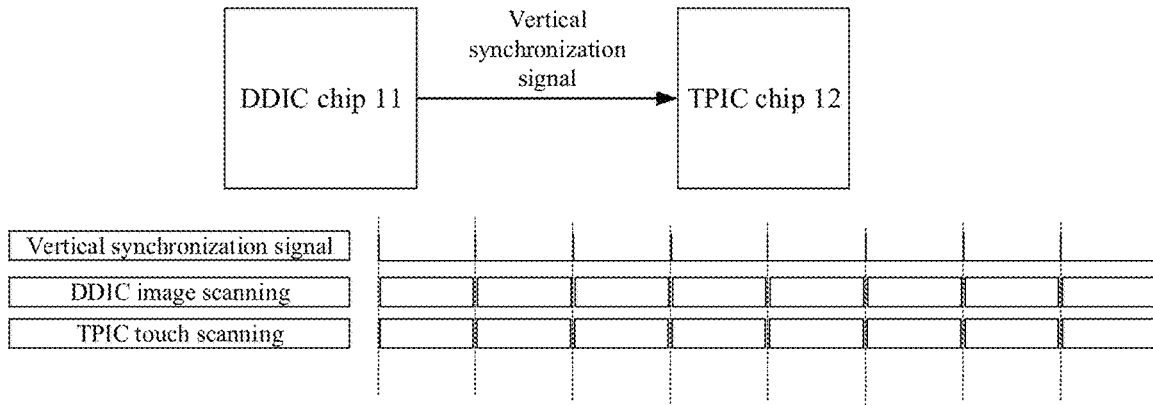 Vertical
synchronization
signal
DDIC chip 11
TPIC chip 12
Vertical synchronization signal
DDIC image scanning
TPIC touch scanning